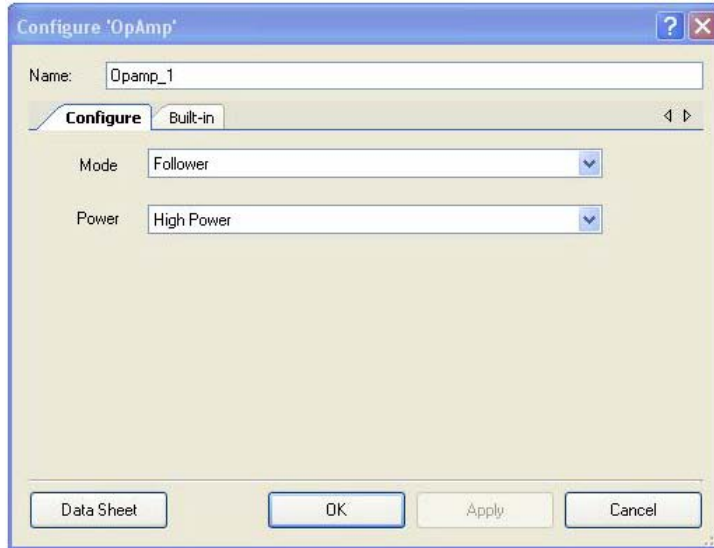 Configure 'OpAmp'
Name: Opamp_1
Configure Built-in
Mode Follower
Power High Power
Data Sheet OK Apply Cancel